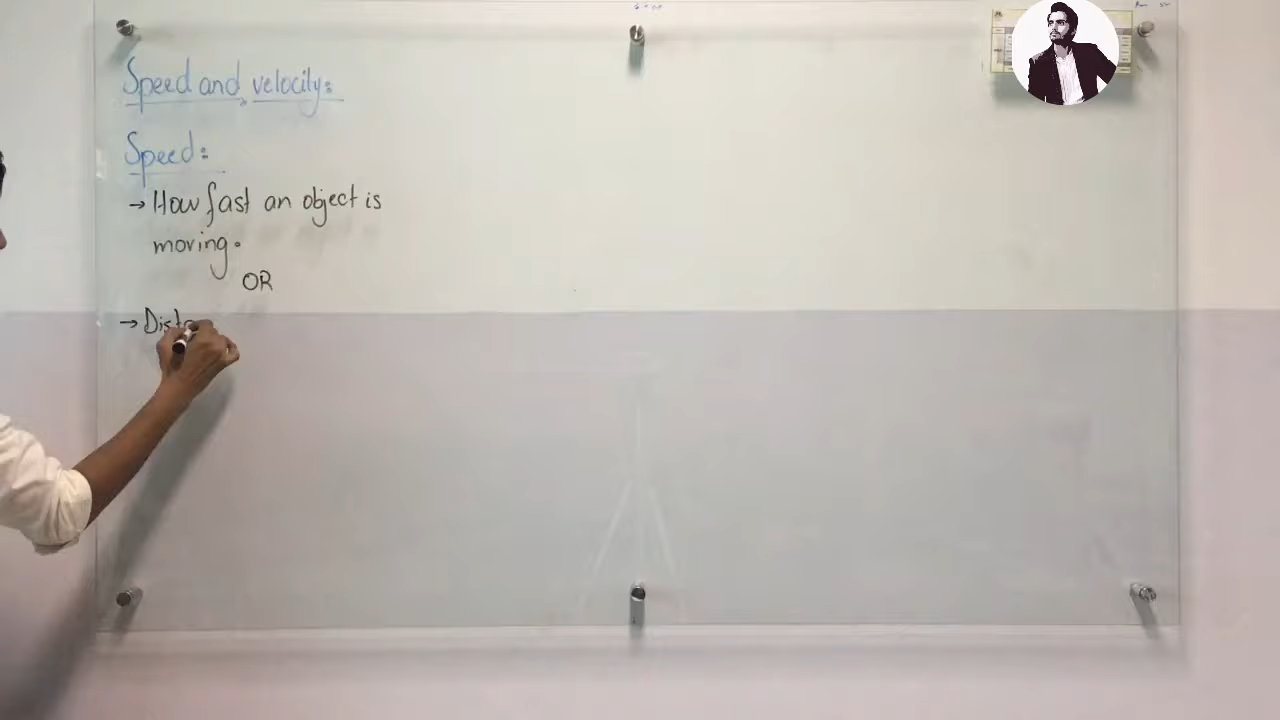 Speed and velocity:
Speed:
→ How fast an object is
moving.
OR
→ Dist